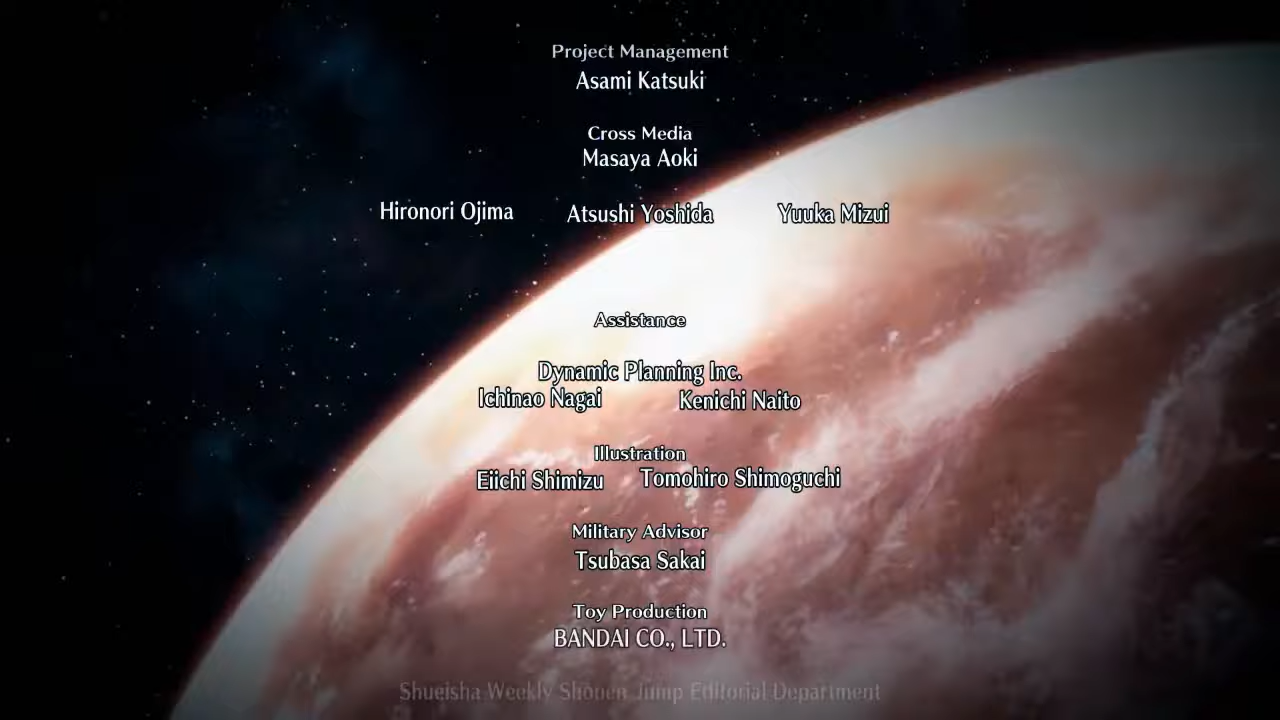 Project Management
Asami Katsuki
Cross Media
Masaya Aoki
Hironori Ojima Atsushi Yoshida Yuuka Mizui
Assistance
Dynamic Planning Inc.
Ichinao Nagai Kenichi Naito
Illustration
Eiichi Shimizu Tomohiro Shimoguchi
Military Advisor
Tsubasa Sakai
Toy Production
BANDAI CO., LTD.
Shueisha Weekly Shonen Jump Editorial Department